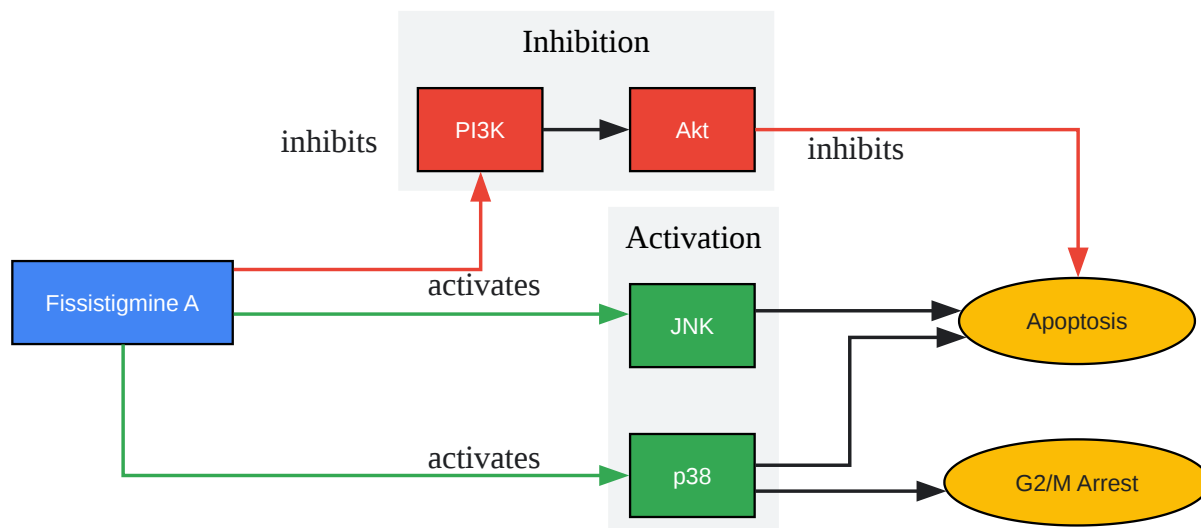 Inhibition
PI3K
Akt
inhibits
inhibits
Activation
Fissistigmine A
activates
JNK
Apoptosis
activates
p38
G2/M Arrest